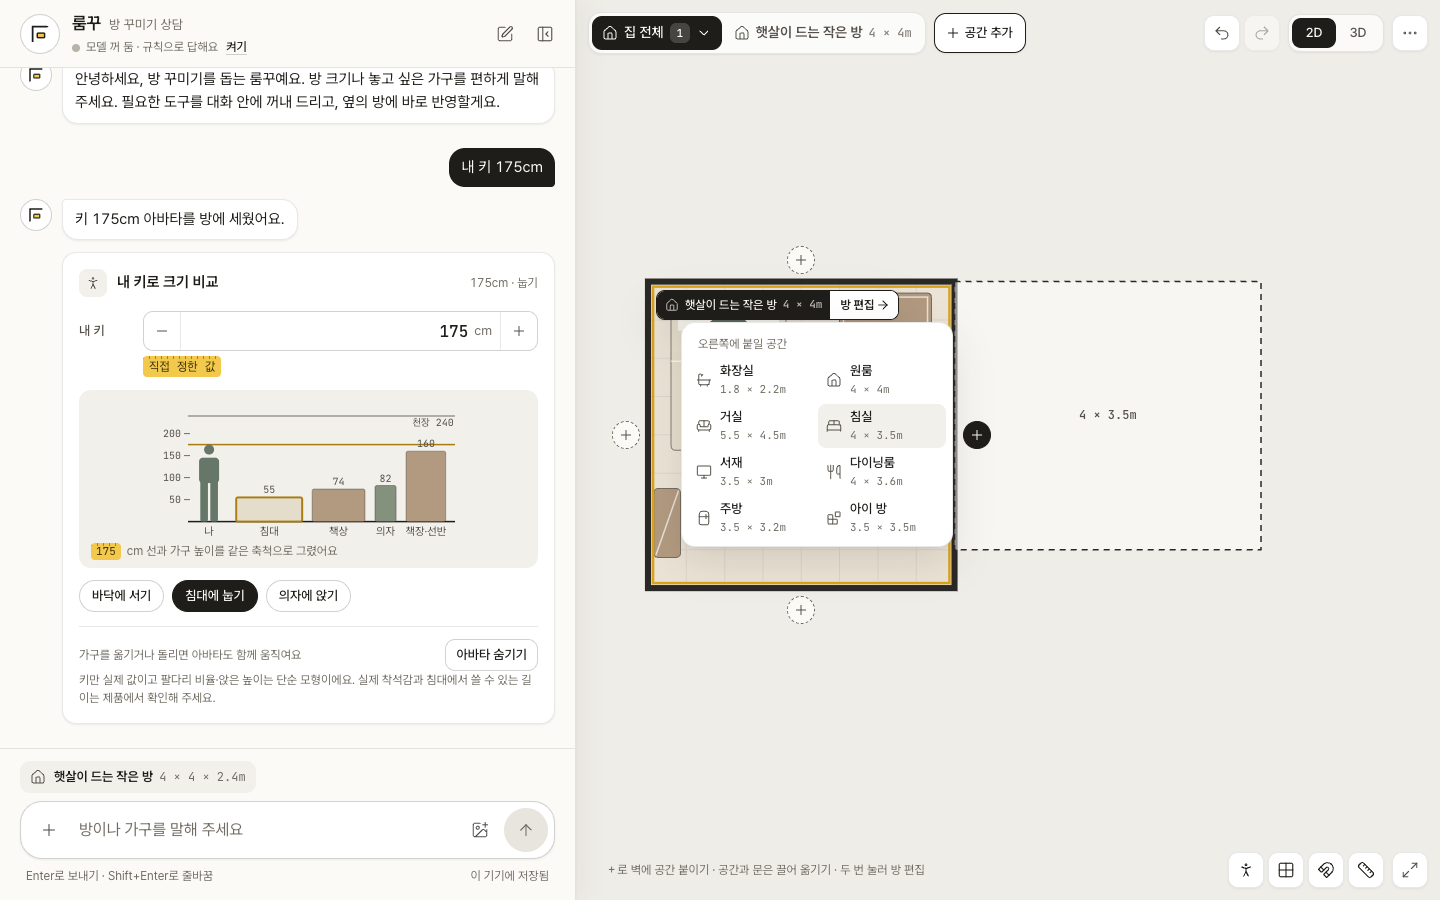 룸꾸 방 꾸미기 상담
모델 꺼 둠 · 규칙으로 답해요 켜기
안녕하세요, 방 꾸미기를 돕는 룸꾸예요. 방 크기나 놓고 싶은 가구를 편하게 말해
주세요. 필요한 도구를 대화 안에 꺼내 드리고, 옆의 방에 바로 반영할게요.
내 키 175cm
키 175cm 아바타를 방에 세웠어요.
내 키로 크기 비교 175cm · 눕기
내 키 175 cm
직접 정한 값
천장 240
200
150
100
50
55
74
82
160
나 침대 책상 의자 책장·선반
175 cm 선과 가구 높이를 같은 축척으로 그렸어요
바닥에 서기 침대에 눕기 의자에 앉기
가구를 옮기거나 돌리면 아바타도 함께 움직여요 아바타 숨기기
키만 실제 값이고 팔다리 비율·앉은 높이는 단순 모형이에요. 실제 착석감과 침대에서 쓸 수 있는 길
이는 제품에서 확인해 주세요.
햇살이 드는 작은 방 4 × 4 × 2.4m
방이나 가구를 말해 주세요
Enter로 보내기 · Shift+Enter로 줄바꿈 이 기기에 저장됨
집 전체 1 햇살이 드는 작은 방 4 × 4m + 공간 추가 2D 3D
햇살이 드는 작은 방 4 × 4m 방 편집 →
오른쪽에 붙일 공간
화장실 원룸
1.8 × 2.2m 4 × 4m
거실 침실
5.5 × 4.5m 4 × 3.5m
서재 다이닝룸
3.5 × 3m 4 × 3.6m
주방 아이 방
3.5 × 3.2m 3.5 × 3.5m
4 × 3.5m
+로 벽에 공간 붙이기 · 공간과 문은 끌어 옮기기 · 두 번 눌러 방 편집